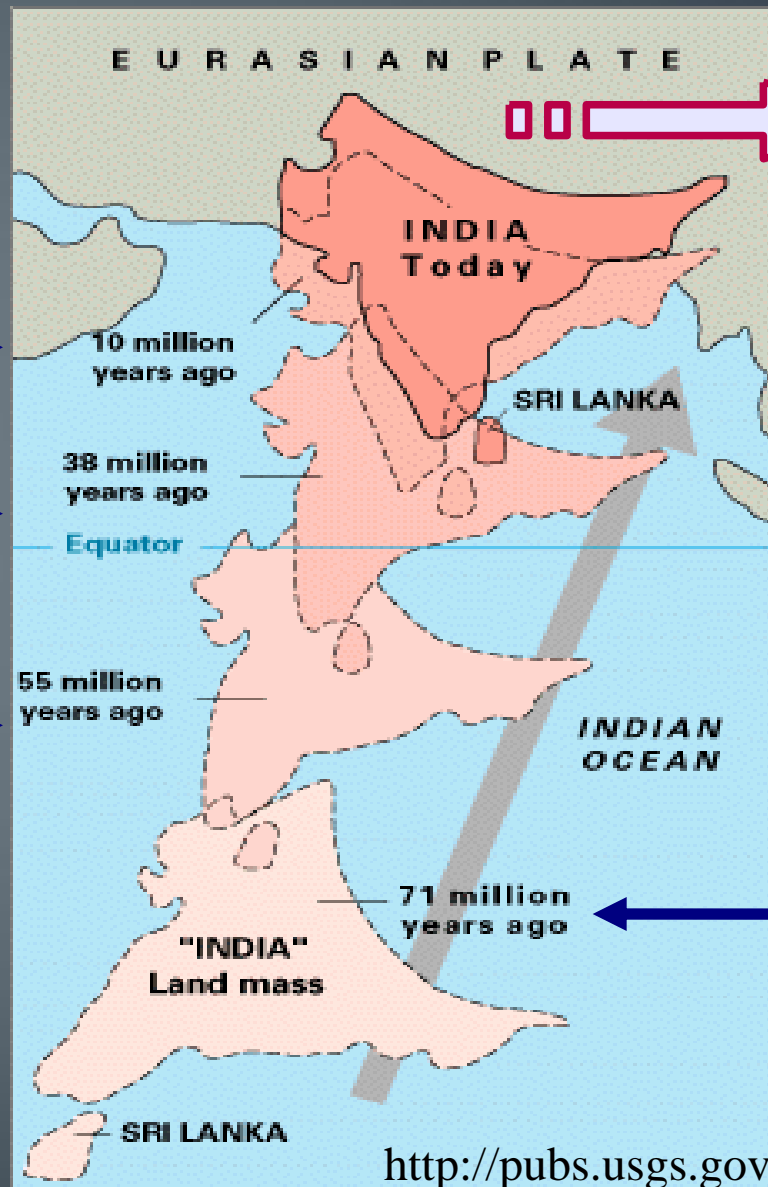 EURASIAN PLATE
INDIA
Today
10 million
years ago
SRI LANKA
38 million
years ago
Equator
55 million
years ago
INDIAN
OCEAN
71 million
years ago
"INDIA"
Land mass
SRI LANKA
http://pubs.usgs.gov